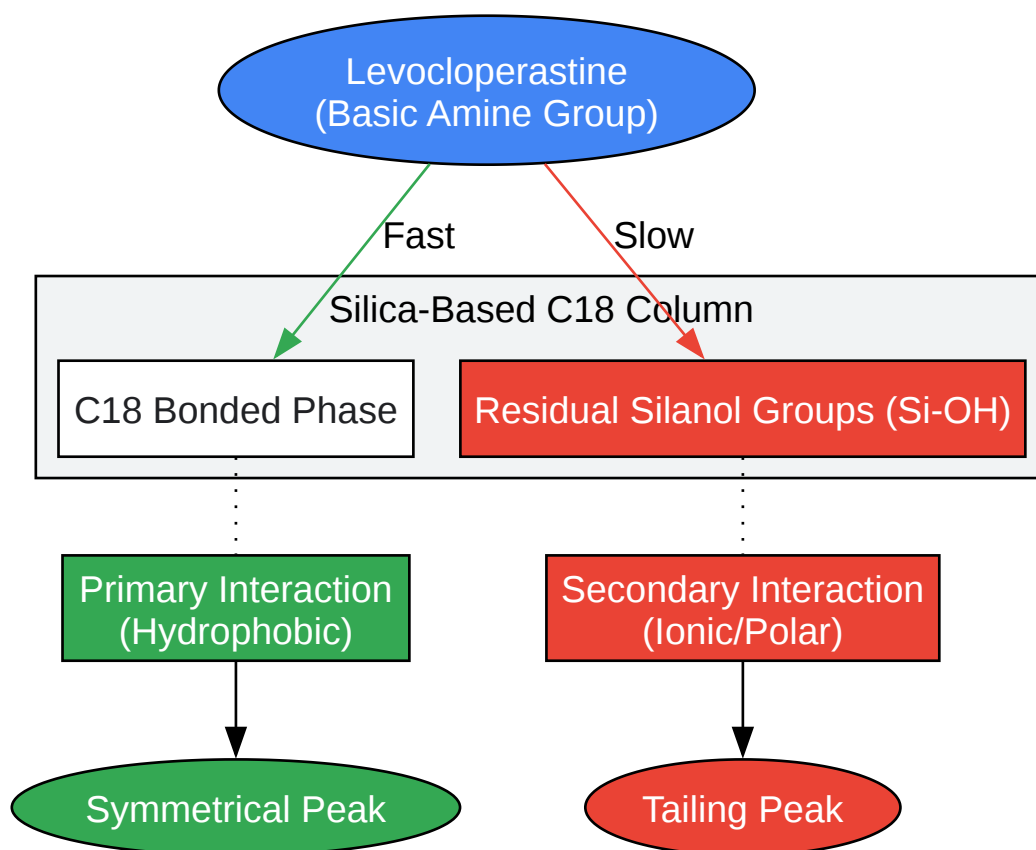 Levocloperastine
(Basic Amine Group)
Fast
Slow
Silica-Based C18 Column
C18 Bonded Phase
Residual Silanol Groups (Si-OH)
Primary Interaction
(Hydrophobic)
Secondary Interaction
(Ionic/Polar)
Symmetrical Peak
Tailing Peak